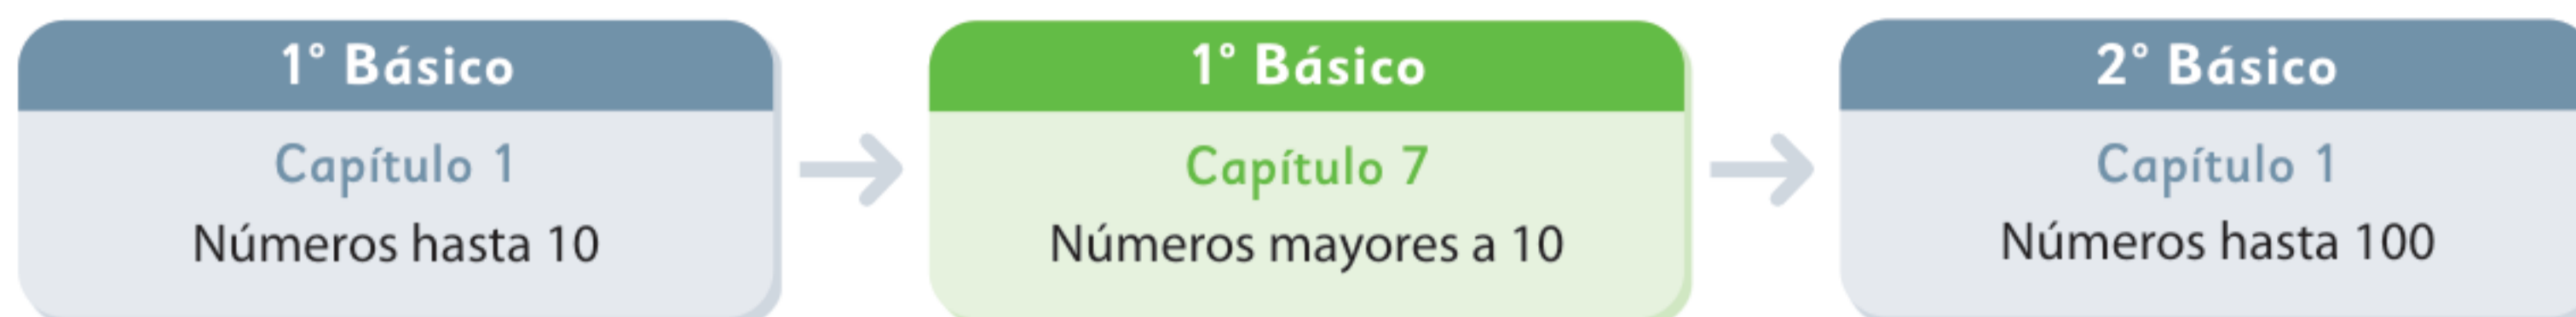 1° Básico
Capítulo 1
Números hasta 10
1° Básico
Capítulo 7
Números mayores a 10
2° Básico
Capítulo 1
Números hasta 100